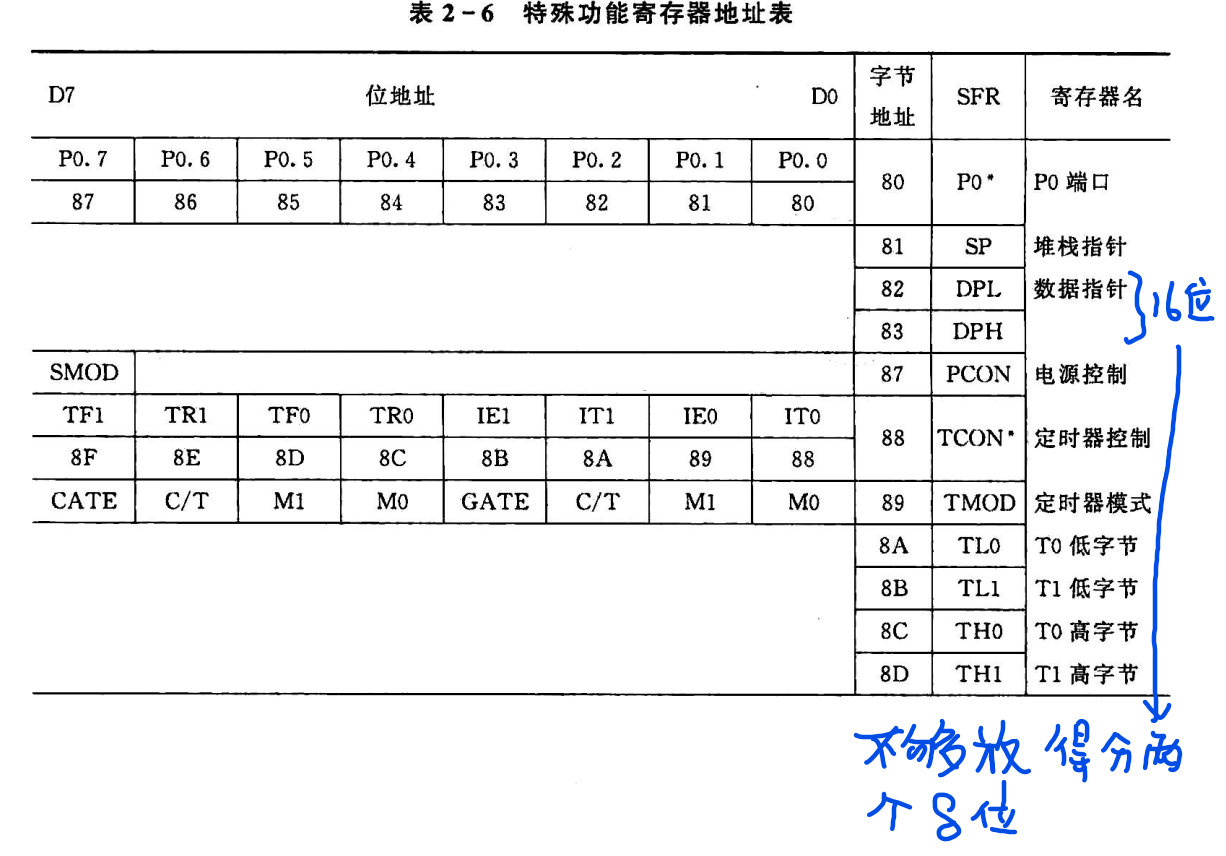 表 2-6 特殊功能寄存器地址表
D7 位地址 D0 字节地址 SFR 寄存器名
P0.7 P0.6 P0.5 P0.4 P0.3 P0.2 P0.1 P0.0 80 P0* P0 端口
87 86 85 84 83 82 81 80
81 SP 堆栈指针
82 DPL 数据指针
83 DPH
16位
SMOD 87 PCON 电源控制
TF1 TR1 TF0 TR0 IE1 IT1 IE0 IT0 88 TCON* 定时器控制
8F 8E 8D 8C 8B 8A 89 88
CATE C/T M1 M0 GATE C/T M1 M0 89 TMOD 定时器模式
8A TL0 T0 低字节
8B TL1 T1 低字节
8C TH0 T0 高字节
8D TH1 T1 高字节
不够放 得分两
个8位